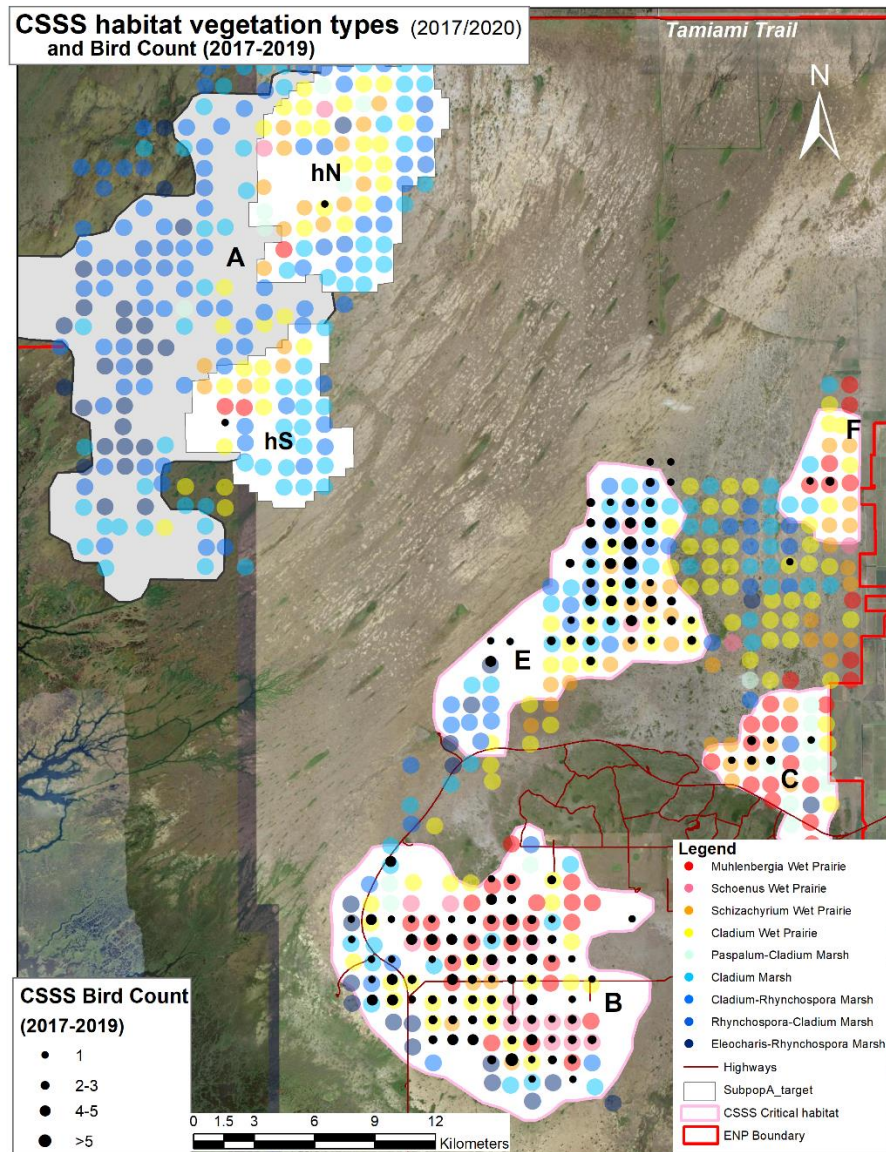 CSSS habitat vegetation types (2017/2020)
and Bird Count (2017-2019)
Tamiami Trail
N
hN
A
hS
F
E
C
B
Legend
Muhlenbergia Wet Prairie
Schoenus Wet Prairie
Schizachyrium Wet Prairie
Cladium Wet Prairie
Paspalum-Cladium Marsh
Cladium Marsh
Cladium-Rhynchospora Marsh
Rhynchospora-Cladium Marsh
Eleocharis-Rhynchospora Marsh
Highways
SubpopA_target
CSSS Critical habitat
ENP Boundary
CSSS Bird Count
(2017-2019)
1
2-3
4-5
>5
0 1.5 3 6 9 12
Kilometers